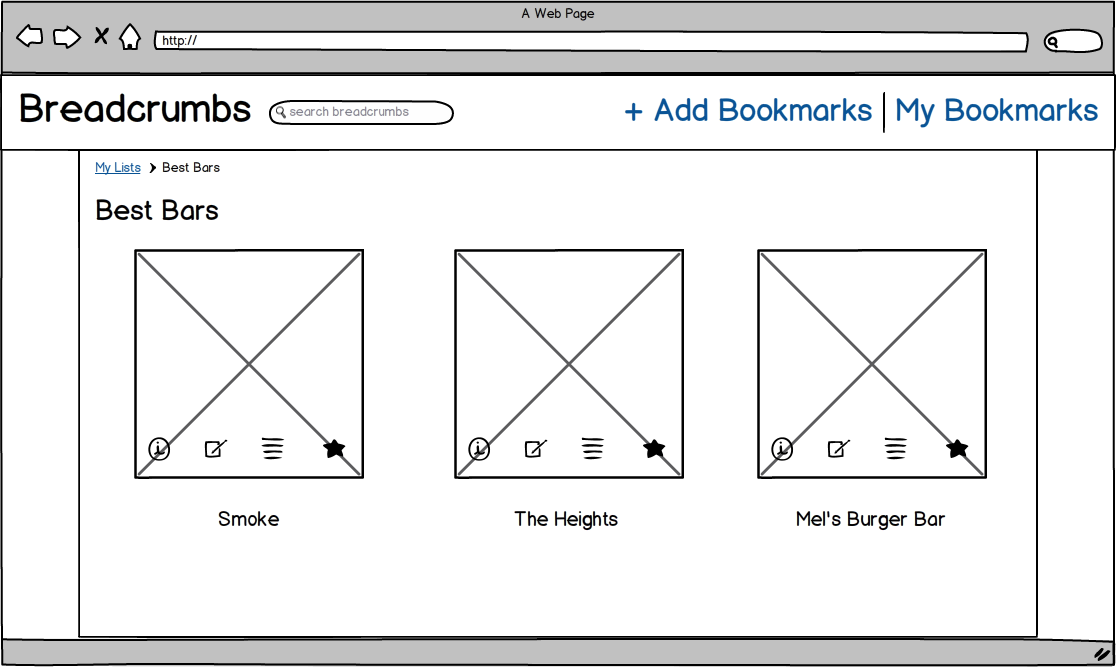 A Web Page
http://
Breadcrumbs
search breadcrumbs
+ Add Bookmarks
My Bookmarks
My Lists
Best Bars
Best Bars
Smoke
The Heights
Mel's Burger Bar